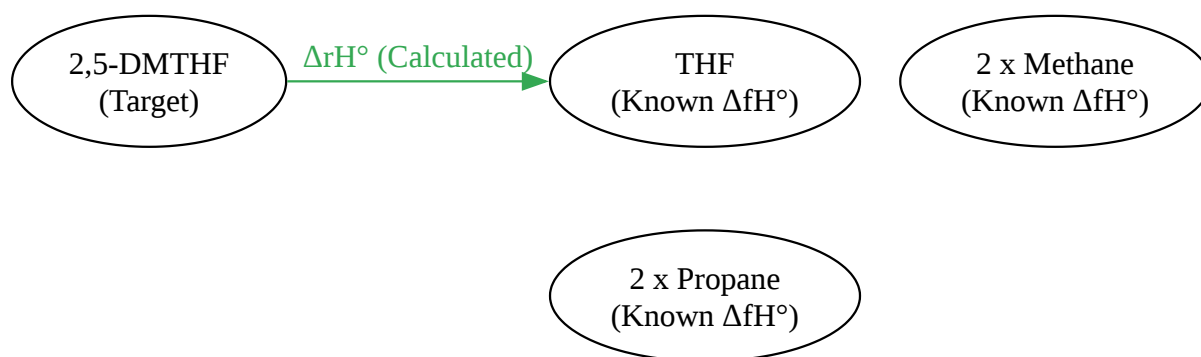 2,5-DMTHF
(Target)
ΔrH° (Calculated)
THF
(Known ΔfH°)
2 x Methane
(Known ΔfH°)
2 x Propane
(Known ΔfH°)